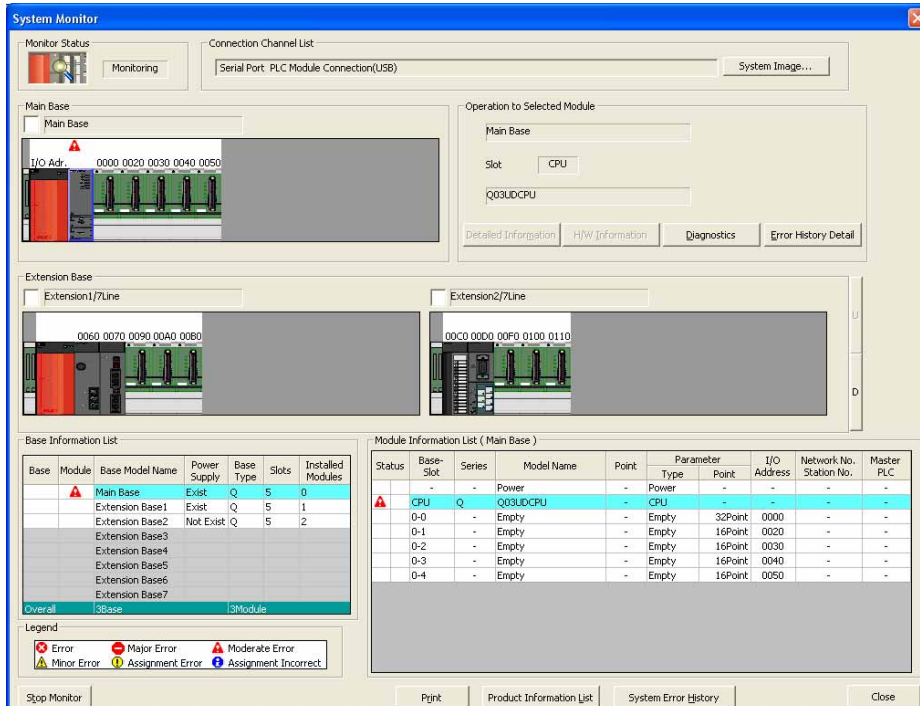 System Monitor
Monitor Status
Monitoring
Connection Channel List
Serial Port PLC Module Connection(USB)
System Image...
Main Base
Main Base
I/O Adr. 0000 0020 0030 0040 0050
Operation to Selected Module
Main Base
Slot CPU
Q03UDCPU
Detailed Information H/W Information Diagnostics Error History Detail
Extension Base
Extension1/7Line
0060 0070 0090 00A0 00B0
Extension2/7Line
00C0 00D0 00F0 0100 0110
U
D
Base Information List
Base Module Base Model Name Power Supply Base Type Slots Installed Modules
Main Base Exist Q 5 0
Extension Base1 Exist Q 5 1
Extension Base2 Not Exist Q 5 2
Extension Base3
Extension Base4
Extension Base5
Extension Base6
Extension Base7
Overall 3Base 3Module
Legend
Error Major Error Moderate Error
Minor Error Assignment Error Assignment Incorrect
Module Information List ( Main Base )
Status Base-Slot Series Model Name Point Parameter Type Point I/O Address Network No. Station No. Master PLC
- - Power - Power - - - -
CPU Q Q03UDCPU - CPU - - - -
0-0 - Empty - Empty 32Point 0000 - -
0-1 - Empty - Empty 16Point 0020 - -
0-2 - Empty - Empty 16Point 0030 - -
0-3 - Empty - Empty 16Point 0040 - -
0-4 - Empty - Empty 16Point 0050 - -
Stop Monitor Print Product Information List System Error History Close